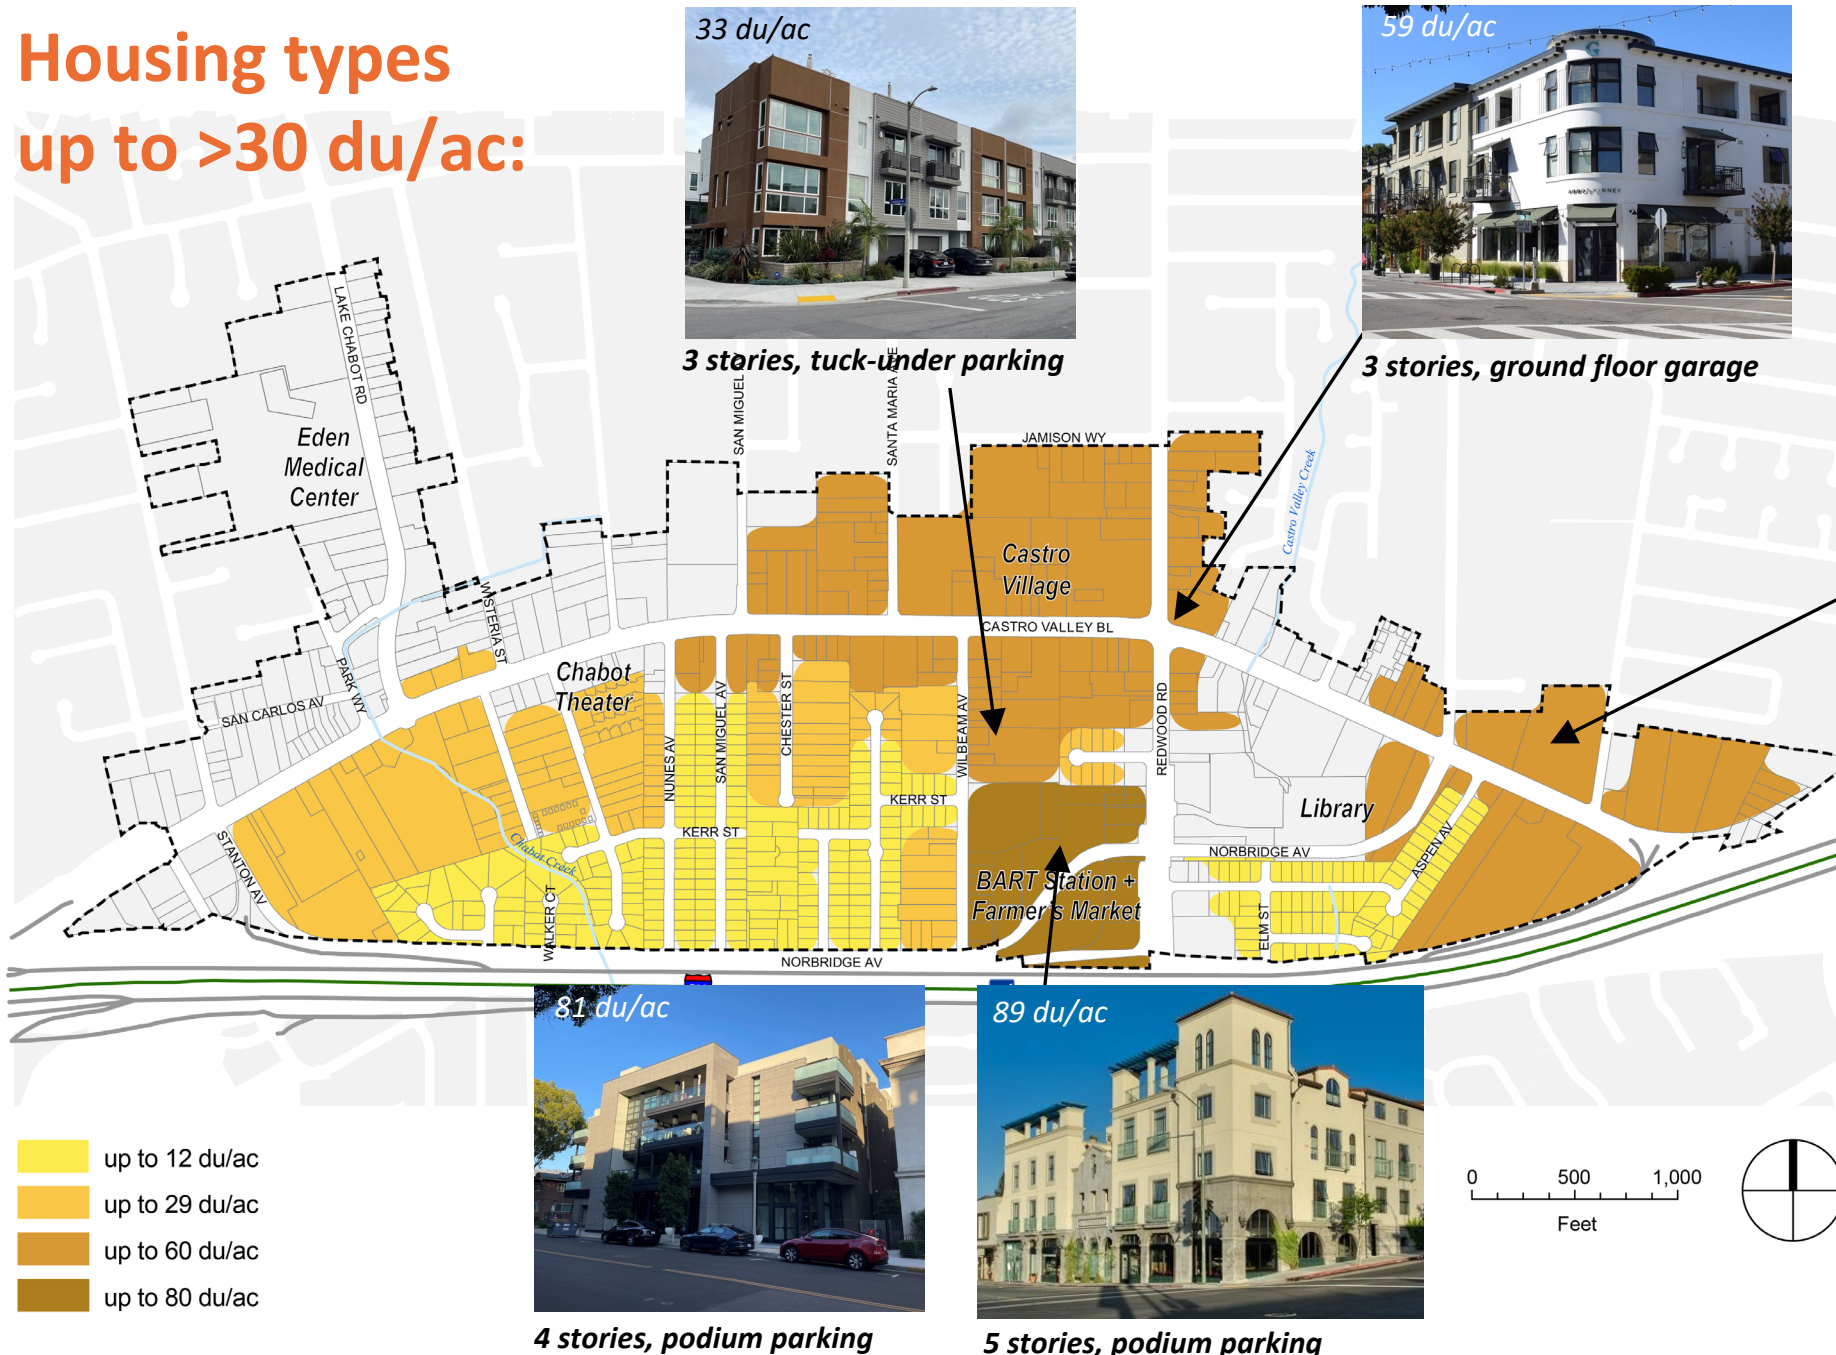 Housing types
up to >30 du/ac:
33 du/ac
59 du/ac
3 stories, tuck-under parking
3 stories, ground floor garage
LAKE CHABOT RD
Eden
Medical
Center
SAN MIGUEL AV
SANTA MARIA AVE
JAMISON WY
Castro Valley Creek
Castro
Village
WISTERIA ST
CASTRO VALLEY BL
PARK WY
Chabot
Theater
SAN CARLOS AV
NUNES AV
SAN MIGUEL AV
CHESTER ST
WILBEAM AV
REDWOOD RD
KERR ST
KERR ST
Library
STANTON AV
Chabot Creek
NORBRIDGE AV
ASPEN AV
BART Station +
Farmer's Market
WALKER CT
ELM ST
NORBRIDGE AV
81 du/ac
89 du/ac
up to 12 du/ac
up to 29 du/ac
up to 60 du/ac
up to 80 du/ac
0 500 1,000
Feet
4 stories, podium parking
5 stories, podium parking